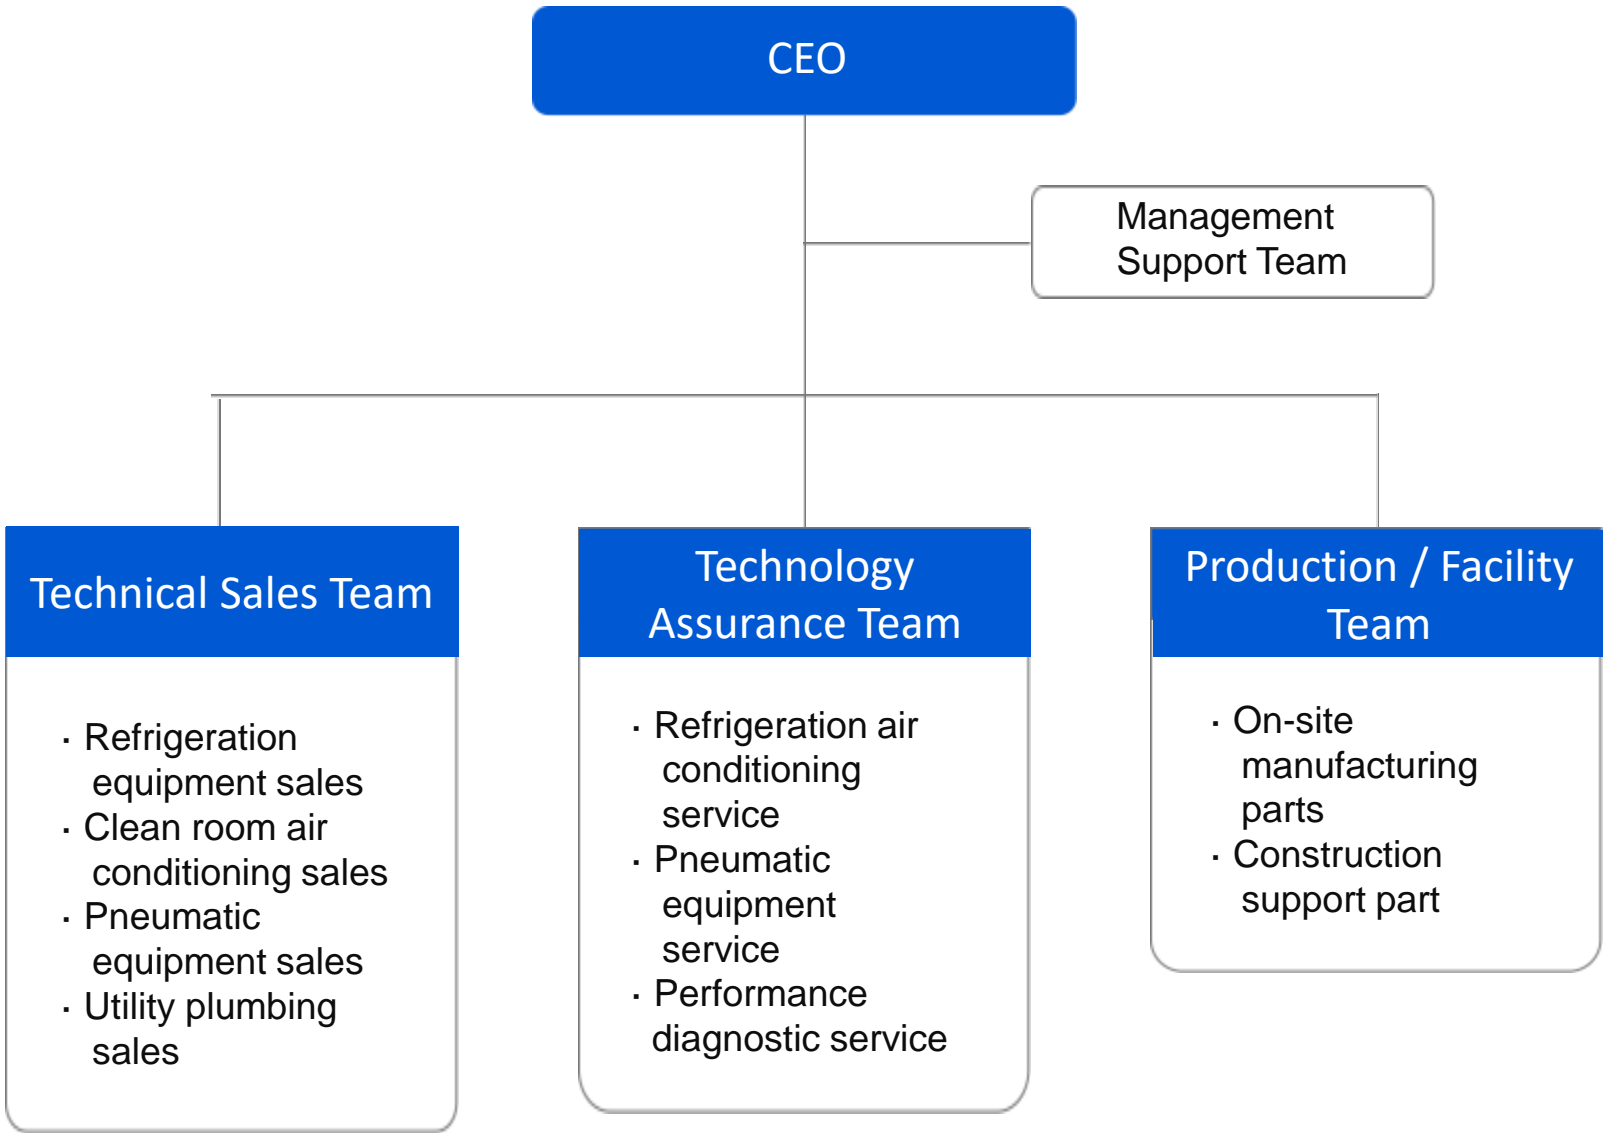 CEO
Management
Support Team
Technical Sales Team
· Refrigeration
equipment sales
· Clean room air
conditioning sales
· Pneumatic
equipment sales
· Utility plumbing
sales
Technology
Assurance Team
· Refrigeration air
conditioning
service
· Pneumatic
equipment
service
· Performance
diagnostic service
Production / Facility
Team
· On-site
manufacturing
parts
· Construction
support part